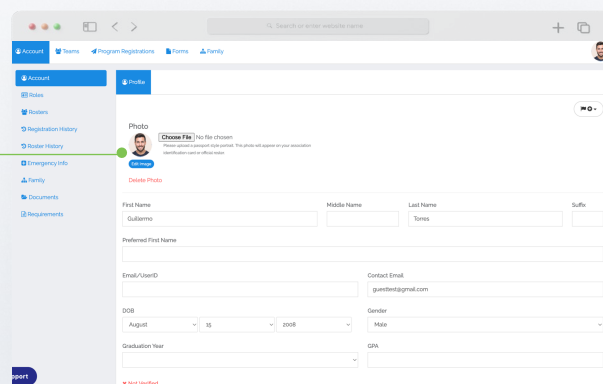 Search or enter website name
Account Teams Program Registrations Forms Family
Account
Roles
Rosters
Registration History
Roster History
Emergency Info
Family
Documents
Requirements
Profile
Photo
Choose File No file chosen
Please upload a passport style portrait. This photo will appear on your association
identification card or official roster.
Edit Image
Delete Photo
First Name Middle Name Last Name Suffix
Guillermo Torres
Preferred First Name
Email/UserID Contact Email
guesttest@gmail.com
DOB Gender
August 15 2008 Male
Graduation Year GPA
Not Verified
pport